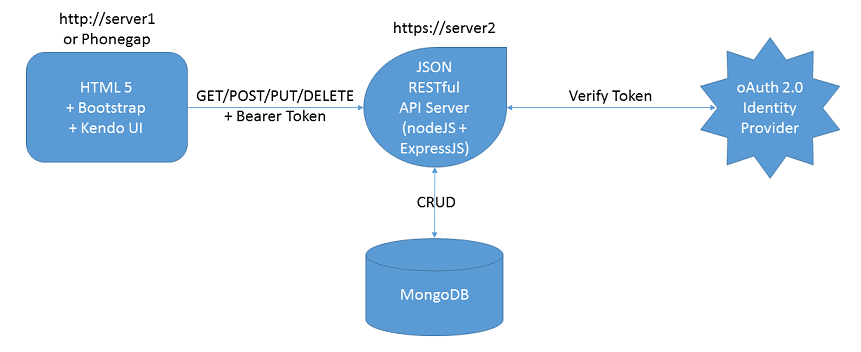 http://server1
or Phonegap
HTML 5
+ Bootstrap
+ Kendo UI
GET/POST/PUT/DELETE
+ Bearer Token
https://server2
JSON
RESTful
API Server
(nodeJS +
ExpressJS)
Verify Token
oAuth 2.0
Identity
Provider
CRUD
MongoDB